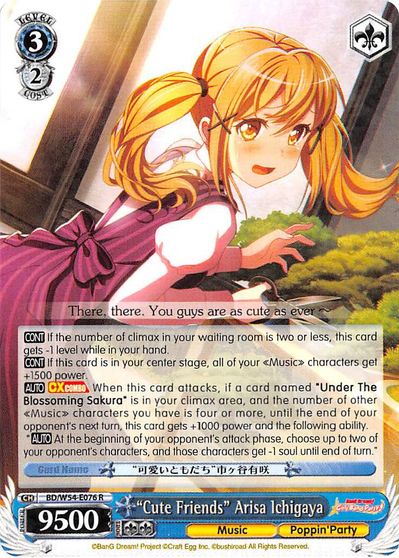 LEVEL
3
2
COST
There, there. You guys are as cute as ever ～
CONT If the number of climax in your waiting room is two or less, this card
gets -1 level while in your hand.
CONT If this card is in your center stage, all of your «Music» characters get
+1500 power.
AUTO CXCOMBO When this card attacks, if a card named "Under The
Blossoming Sakura" is in your climax area, and the number of other
«Music» characters you have is four or more, until the end of your
opponent's next turn, this card gets +1000 power and the following ability.
"AUTO At the beginning of your opponent's attack phase, choose up to two of
your opponent's characters, and those characters get -1 soul until end of turn."
Card Name
"可愛いともだち"市ヶ谷有咲
CH BD/W54-E076 R
"Cute Friends" Arisa Ichigaya
POWER 9500
SOUL
Music
Poppin'Party
©BanG Dream! Project ©Craft Egg Inc. ©bushiroad All Rights Reserved.